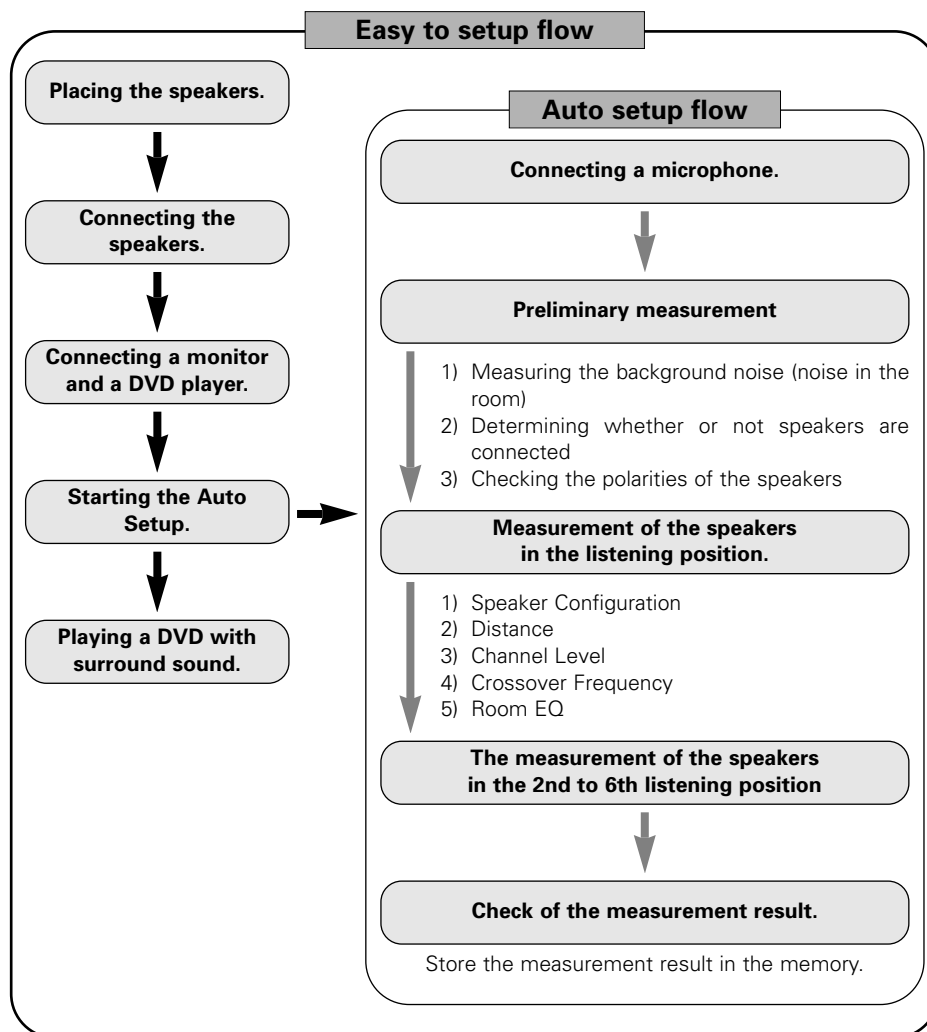 Easy to setup flow
Placing the speakers.
Connecting the
speakers.
Connecting a monitor
and a DVD player.
Starting the Auto
Setup.
Playing a DVD with
surround sound.
Auto setup flow
Connecting a microphone.
Preliminary measurement
1) Measuring the background noise (noise in the
room)
2) Determining whether or not speakers are
connected
3) Checking the polarities of the speakers
Measurement of the speakers
in the listening position.
1) Speaker Configuration
2) Distance
3) Channel Level
4) Crossover Frequency
5) Room EQ
The measurement of the speakers
in the 2nd to 6th listening position
Check of the measurement result.
Store the measurement result in the memory.